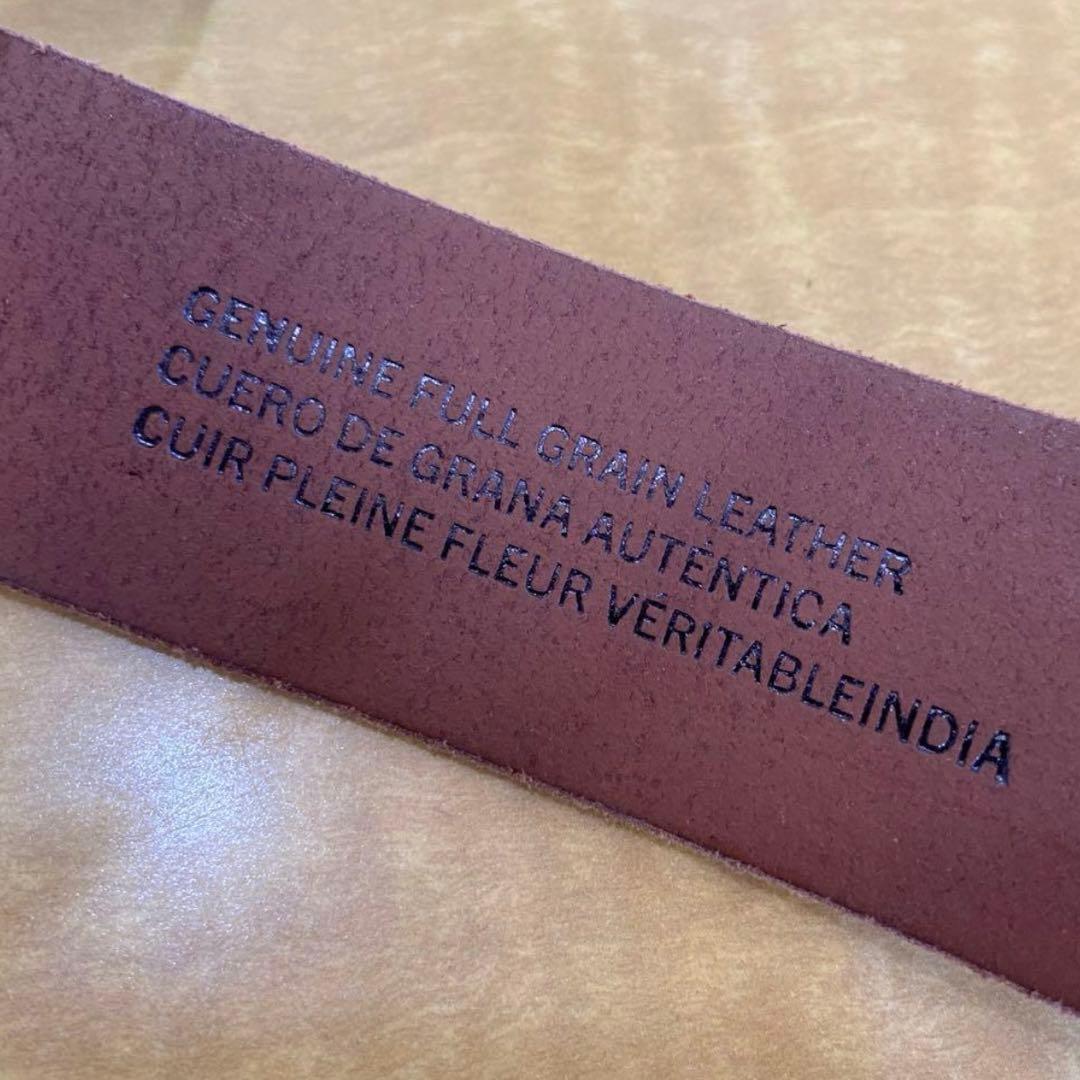 GENUINE FULL GRAIN LEATHER
CUERO DE GRANA AUTÉNTICA
CUIR PLEINE FLEUR VÉRITABLEINDIA